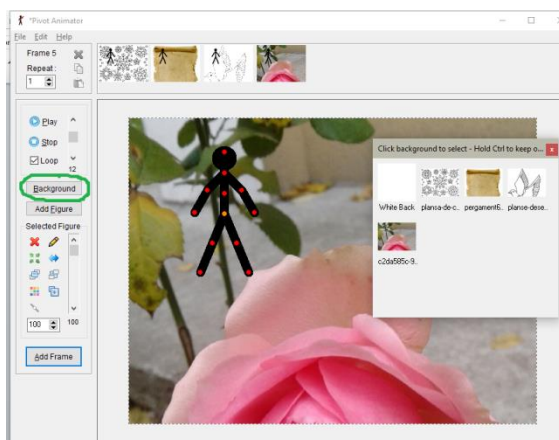 *Pivot Animator
File Edit Help
Frame 5
Repeat:
1
Play
Stop
Loop
12
Background
Add Figure
Selected Figure
100
100
Add Frame
Click background to select - Hold Ctrl to keep o...
White Back
plansa-de-c...
pergament6...
planse-dese...
c2da585c-9...